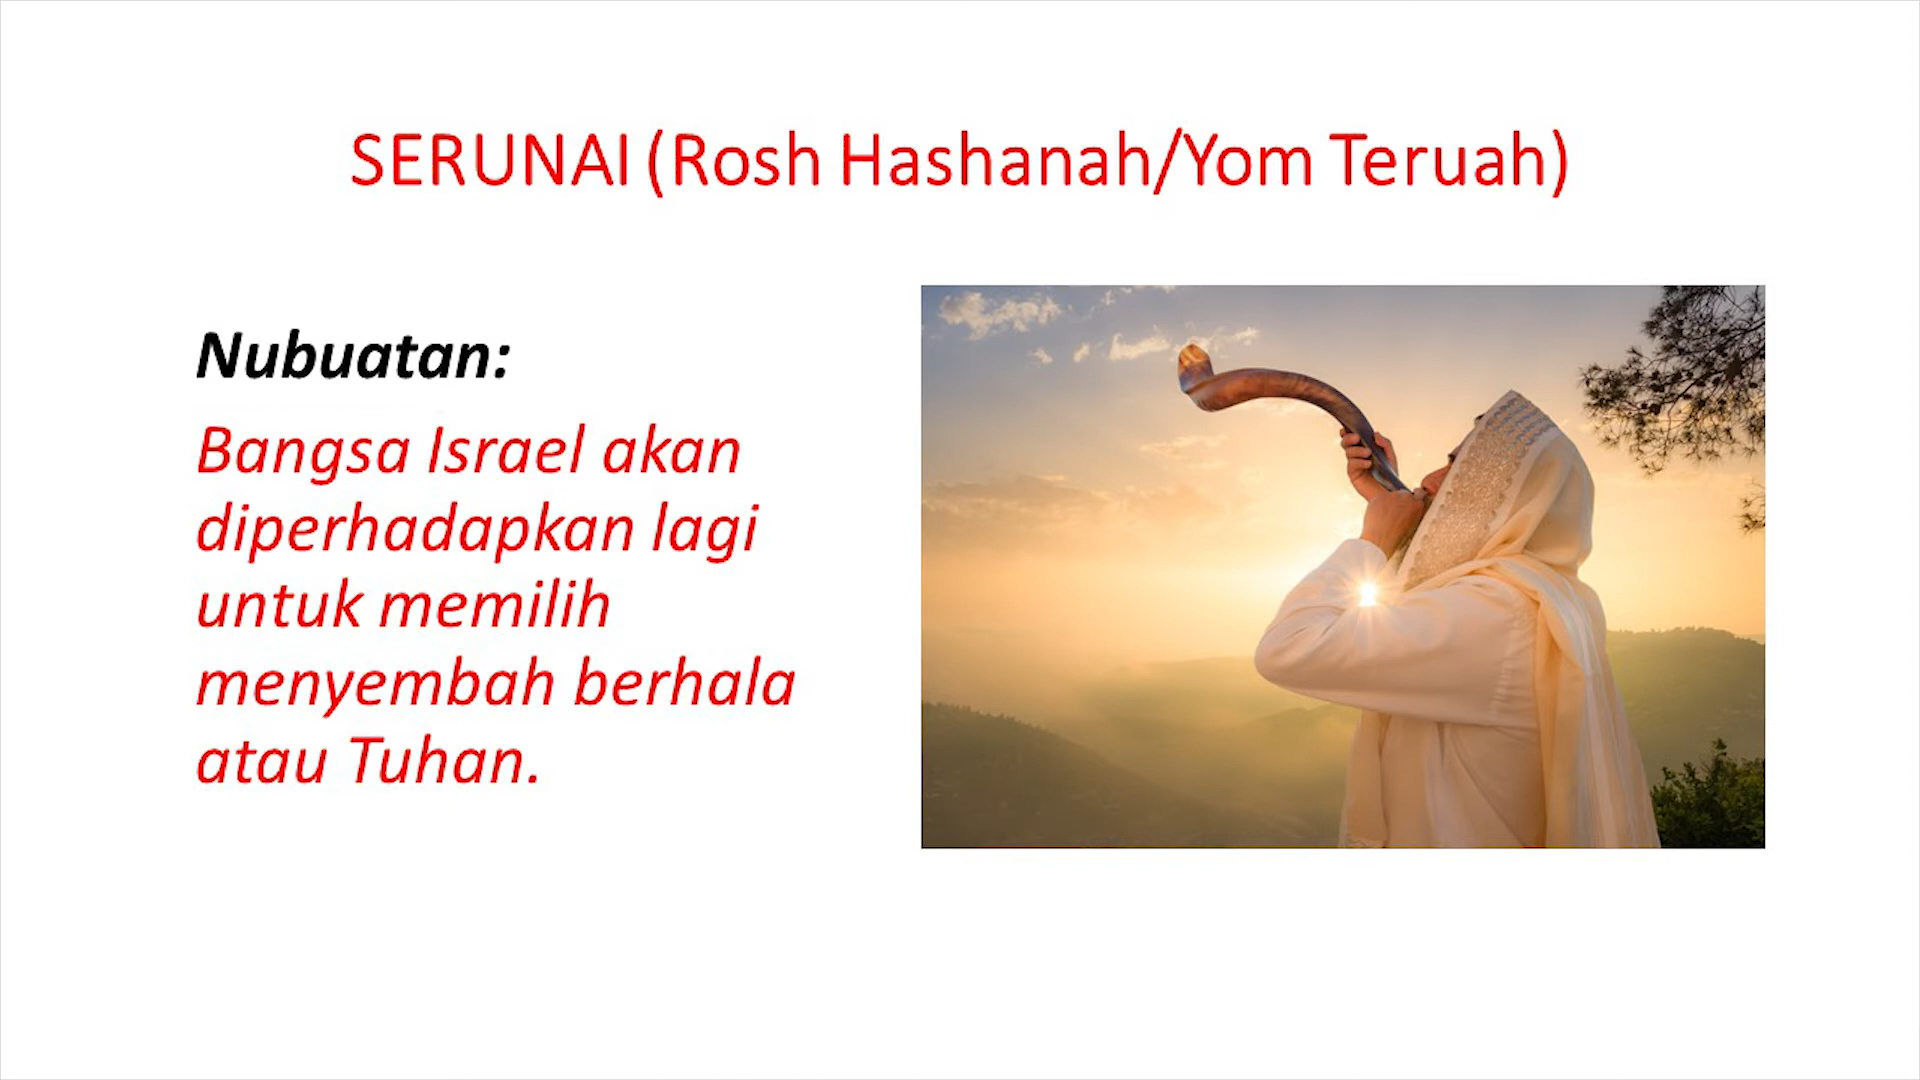 SERUNAI (Rosh Hashanah/Yom Teruah)
Nubuatan:
Bangsa Israel akan
diperhadapkan lagi
untuk memilih
menyembah berhala
atau Tuhan.